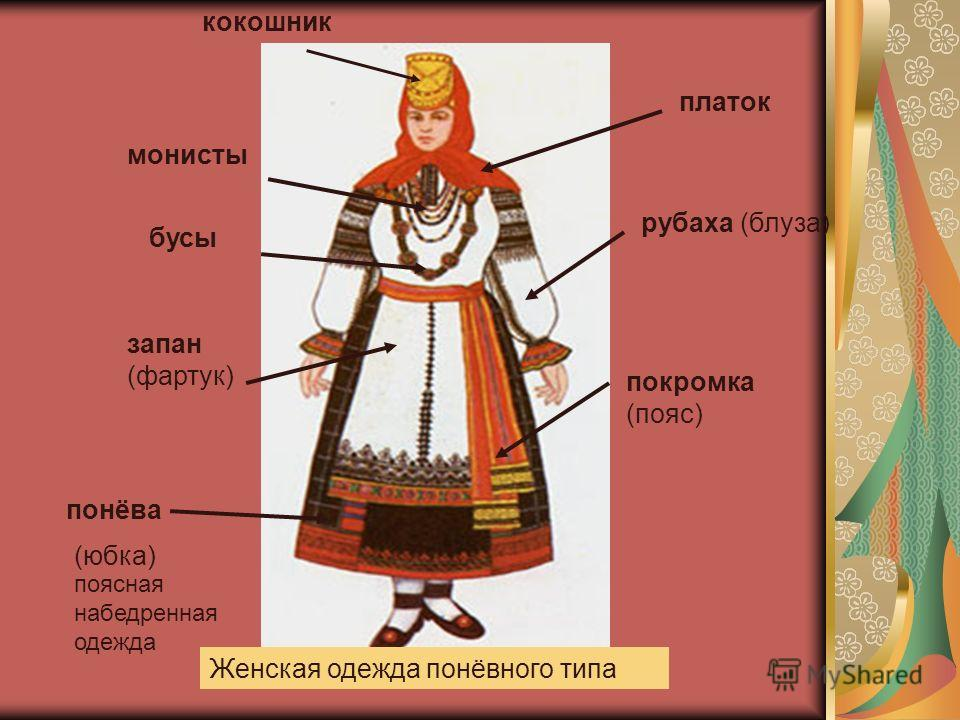 кокошник
платок
монисты
рубаха (блуза)
бусы
запан
(фартук)
покромка
(пояс)
понёва
(юбка)
поясная
набедренная
одежда
Женская одежда понёвного типа
MyShared